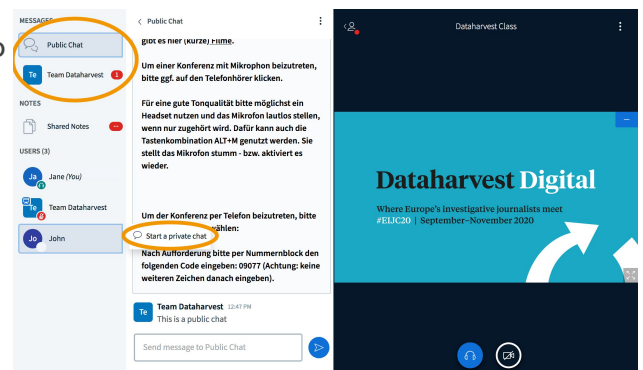 MESSAGES
Public Chat
Te
Team Dataharvest
1
NOTES
Shared Notes
USERS (3)
Ja
Jane (You)
Te
Team Dataharvest
Jo
John
Public Chat
gibt es hier (kurze) Filme.
Um einer Konferenz mit Mikrophon beizutreten,
bitte ggf. auf den Telefonhörer klicken.
Für eine gute Tonqualität bitte möglichst ein
Headset nutzen und das Mikrofon lautlos stellen,
wenn nur zugehört wird. Dafür kann auch die
Tastenkombination ALT+M genutzt werden. Sie
stellt das Mikrofon stumm - bzw. aktiviert es
wieder.
Um der Konferenz per Telefon beizutreten, bitte
Start a private chat
Nach Aufforderung bitte per Nummernblock den
folgenden Code eingeben: 09077 (Achtung: keine
weiteren Zeichen danach eingeben).
Te
Team Dataharvest 12:47 PM
This is a public chat
Send message to Public Chat
Dataharvest Class
Dataharvest Digital
Where Europe's investigative journalists meet
#EIJC20 | September–November 2020